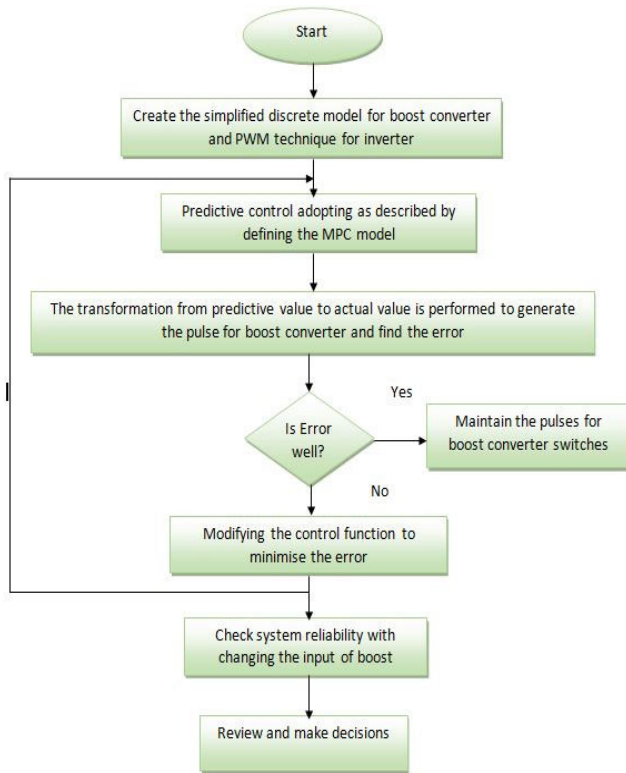 Start
Create the simplified discrete model for boost converter
and PWM technique for inverter
Predictive control adopting as described by
defining the MPC model
The transformation from predictive value to actual value is performed to generate
the pulse for boost converter and find the error
Yes
Is Error
well?
Maintain the pulses for
boost converter switches
No
Modifying the control function to
minimise the error
Check system reliability with
changing the input of boost
Review and make decisions